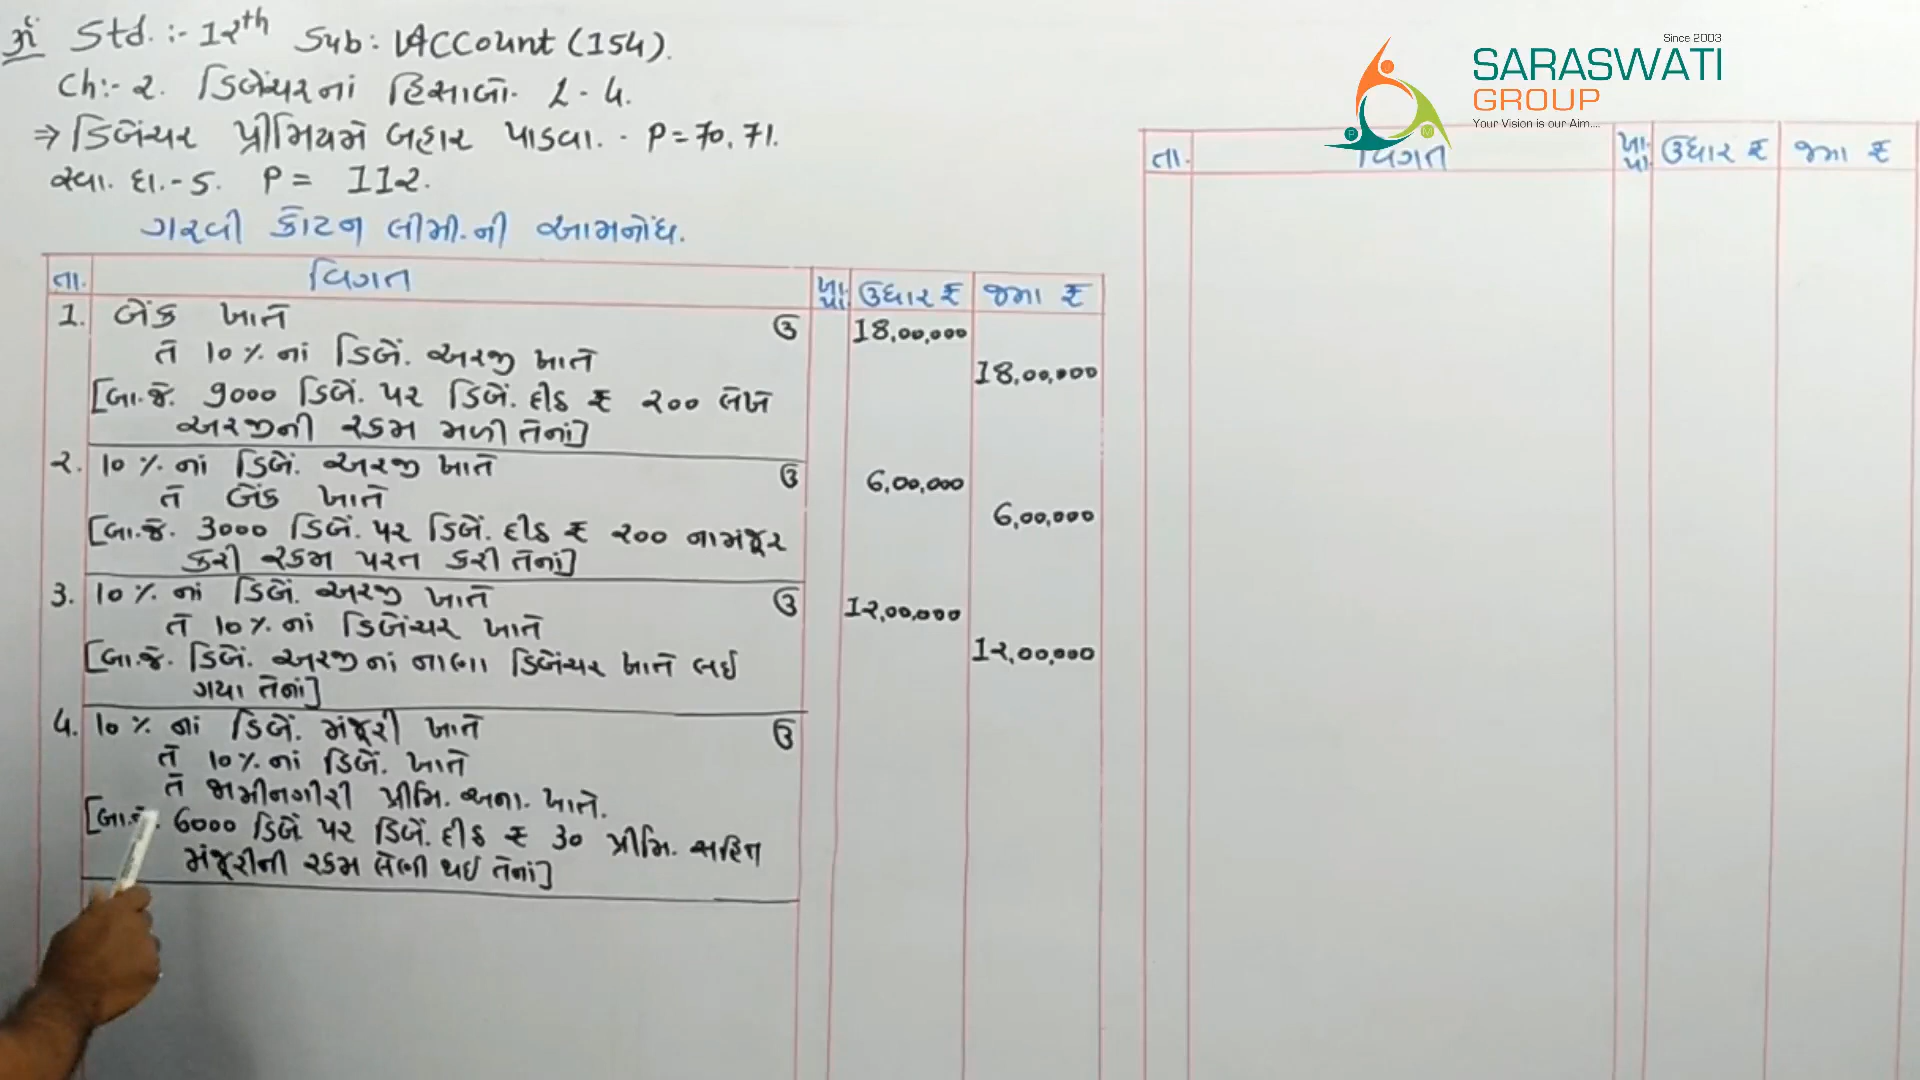 ૐ Std.:- 12th Sub: Account (154).
Ch:- 2. ડિબેંચરનાં હિસાબો. L - 4.
⇒ ડિબેંચર પ્રીમિયમે બહાર પાડવા. - P = 70, 71.
સ્વા. દા.- 5. P = 112.
ગરવી કોટન લીમી.ની આમનોંધ.
તા. વિગત ખા. પા. ઉધાર ₹ જમા ₹
1. બેંક ખાતે ઉ 18,00,000
તે 10% નાં ડિબે. અરજી ખાતે 18,00,000
[બા.જે. 9000 ડિબે. પર ડિબે. દીઠ ₹ 200 લેખે
અરજીની રકમ મળી તેનાં]
2. 10% નાં ડિબે. અરજી ખાતે ઉ 6,00,000
તે બેંક ખાતે 6,00,000
[બા.જે. 3000 ડિબે. પર ડિબે. દીઠ ₹ 200 નામંજૂર
કરી રકમ પરત કરી તેનાં]
3. 10% નાં ડિબે. અરજી ખાતે ઉ 12,00,000
તે 10% નાં ડિબેંચર ખાતે 12,00,000
[બા.જે. ડિબે. અરજીનાં નાણા ડિબેંચર ખાતે લઈ
ગયા તેનાં]
4. 10% નાં ડિબે. મંજૂરી ખાતે ઉ
તે 10% નાં ડિબે. ખાતે
તે જામીનગીરી પ્રીમિ. અના. ખાતે.
[બા.જે. 6000 ડિબે. પર ડિબે. દીઠ ₹ 30 પ્રીમિ. સહિત
મંજૂરીની રકમ લેણી થઈ તેનાં]
Since 2003
SARASWATI
GROUP
Your Vision is our Aim....
P M
તા. વિગત ખા. પા. ઉધાર ₹ જમા ₹